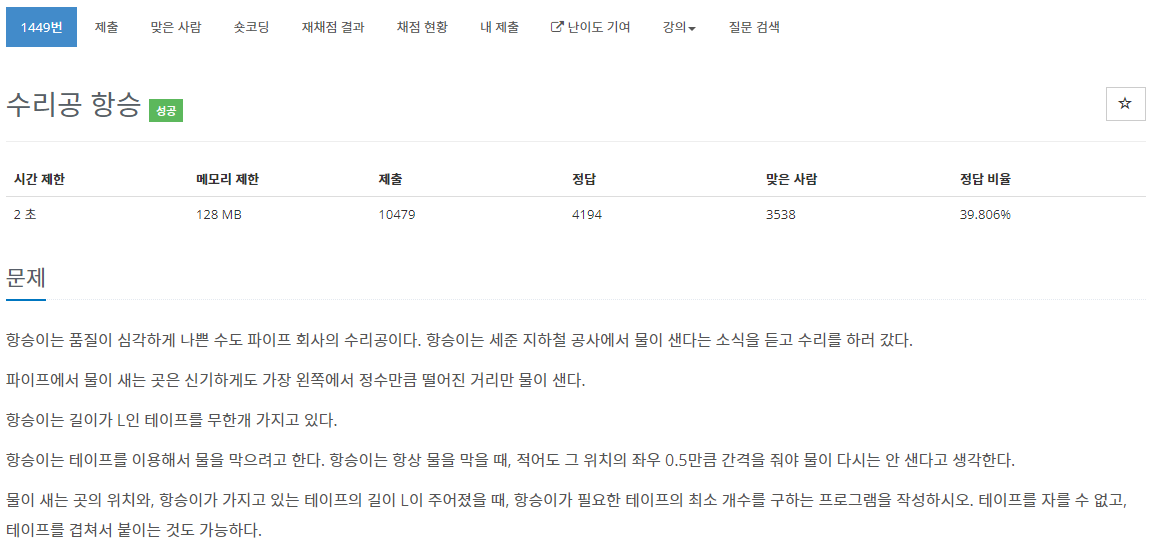 1449번 제출 맞은 사람 숏코딩 재채점 결과 채점 현황 내 제출 난이도 기여 강의 질문 검색
수리공 항승 성공
시간 제한 메모리 제한 제출 정답 맞은 사람 정답 비율
2 초 128 MB 10479 4194 3538 39.806%
문제
항승이는 품질이 심각하게 나쁜 수도 파이프 회사의 수리공이다. 항승이는 세준 지하철 공사에서 물이 샌다는 소식을 듣고 수리를 하러 갔다.
파이프에서 물이 새는 곳은 신기하게도 가장 왼쪽에서 정수만큼 떨어진 거리만 물이 샌다.
항승이는 길이가 L인 테이프를 무한개 가지고 있다.
항승이는 테이프를 이용해서 물을 막으려고 한다. 항승이는 항상 물을 막을 때, 적어도 그 위치의 좌우 0.5만큼 간격을 줘야 물이 다시는 안 샌다고 생각한다.
물이 새는 곳의 위치와, 항승이가 가지고 있는 테이프의 길이 L이 주어졌을 때, 항승이가 필요한 테이프의 최소 개수를 구하는 프로그램을 작성하시오. 테이프를 자를 수 없고,
테이프를 겹쳐서 붙이는 것도 가능하다.